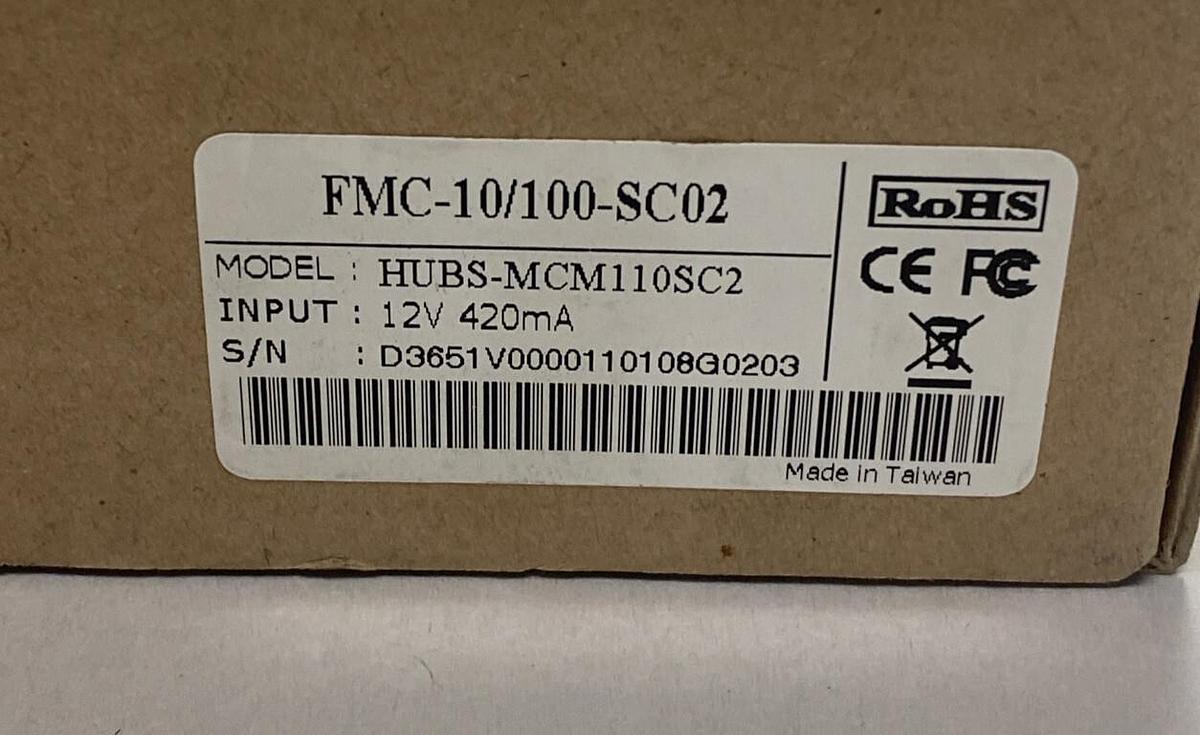 FMC-10/100-SC02
RoHS
CE FC
MODEL : HUBS-MCM110SC2
INPUT : 12V 420mA
S/N : D3651V0000110108G0203
Made in Taiwan